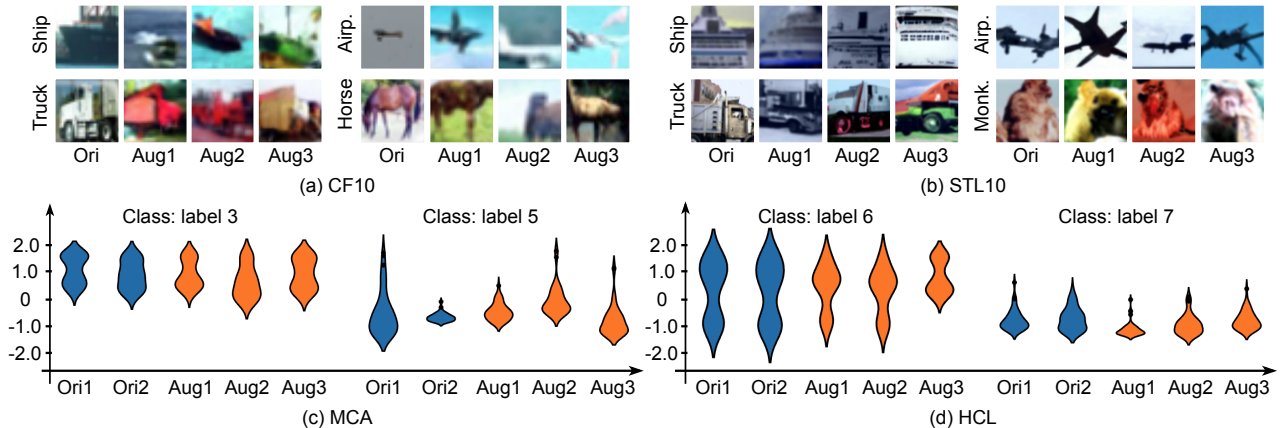 Ship Airp. Ship Airp.
Truck Horse Truck Monk.
Ori Aug1 Aug2 Aug3 Ori Aug1 Aug2 Aug3 Ori Aug1 Aug2 Aug3 Ori Aug1 Aug2 Aug3
(a) CF10 (b) STL10
Class: label 3 Class: label 5 Class: label 6 Class: label 7
2.0 2.0
1.0 1.0
0 0
-1.0 -1.0
-2.0 -2.0
Ori1 Ori2 Aug1 Aug2 Aug3 Ori1 Ori2 Aug1 Aug2 Aug3 Ori1 Ori2 Aug1 Aug2 Aug3 Ori1 Ori2 Aug1 Aug2 Aug3
(c) MCA (d) HCL